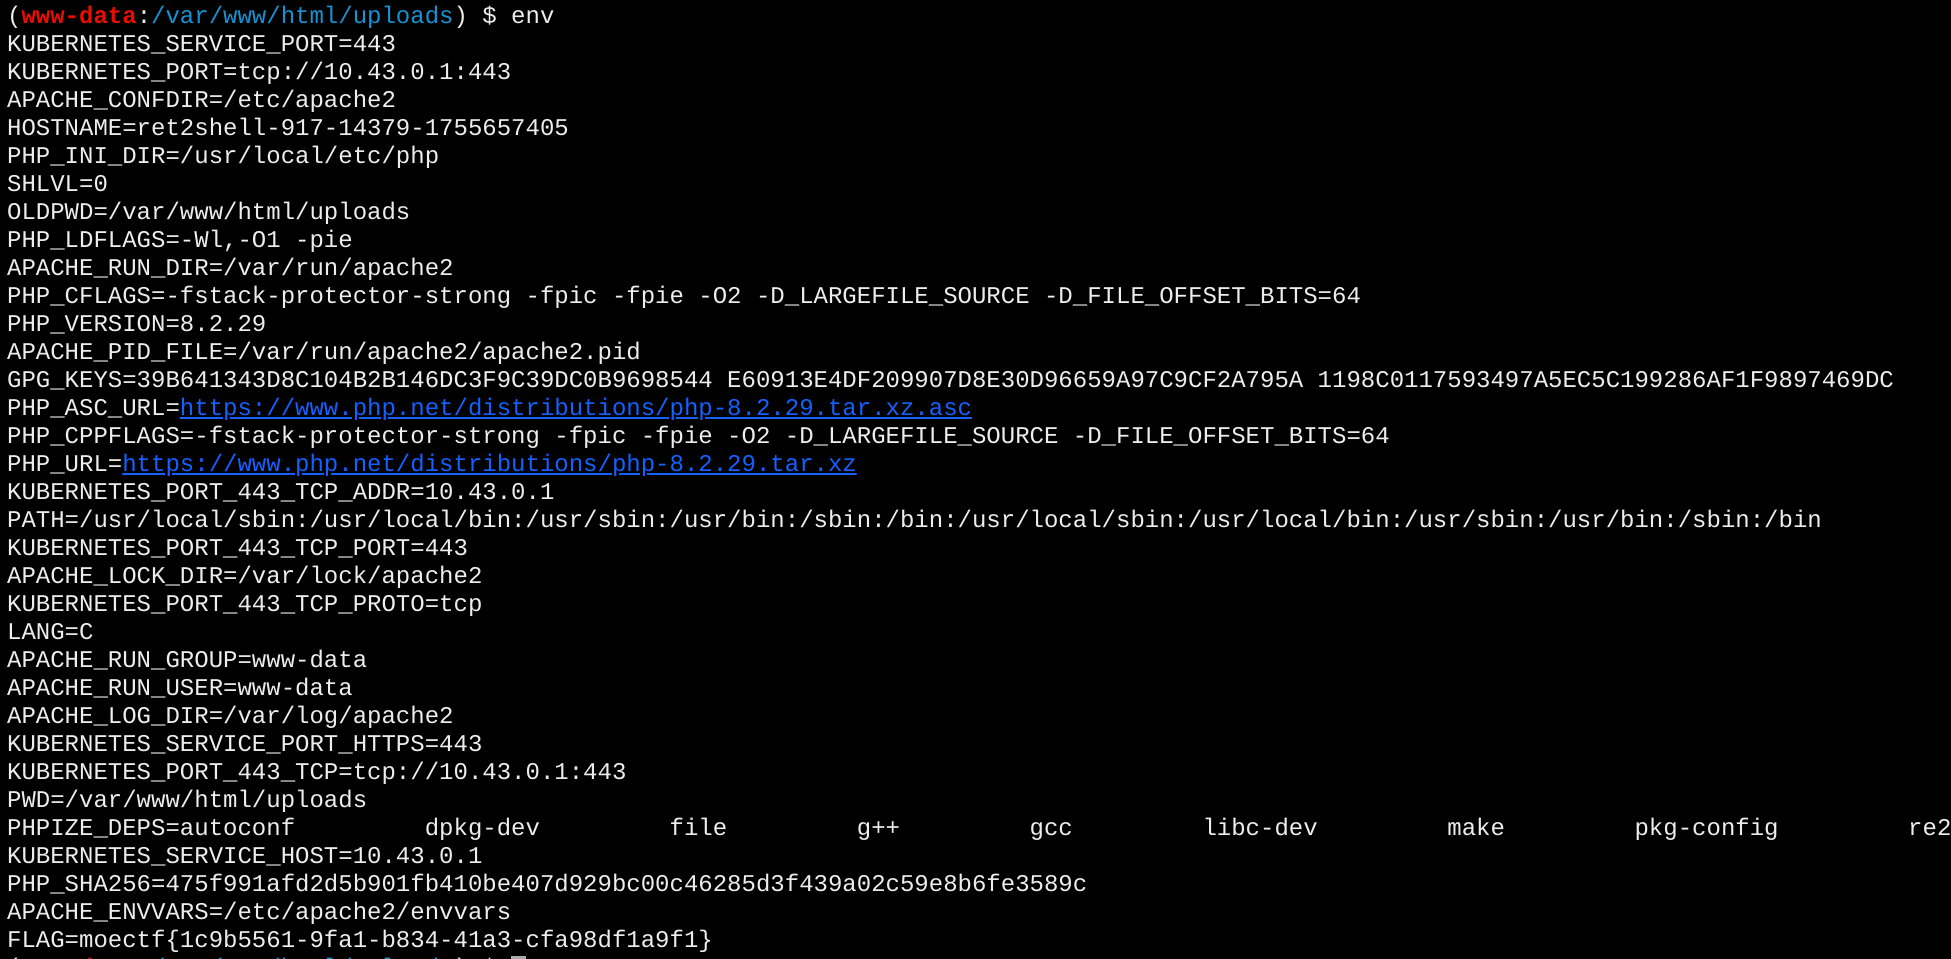 (www-data:/var/www/html/uploads) $ env
KUBERNETES_SERVICE_PORT=443
KUBERNETES_PORT=tcp://10.43.0.1:443
APACHE_CONFDIR=/etc/apache2
HOSTNAME=ret2shell-917-14379-1755657405
PHP_INI_DIR=/usr/local/etc/php
SHLVL=0
OLDPWD=/var/www/html/uploads
PHP_LDFLAGS=-Wl,-O1 -pie
APACHE_RUN_DIR=/var/run/apache2
PHP_CFLAGS=-fstack-protector-strong -fpic -fpie -O2 -D_LARGEFILE_SOURCE -D_FILE_OFFSET_BITS=64
PHP_VERSION=8.2.29
APACHE_PID_FILE=/var/run/apache2/apache2.pid
GPG_KEYS=39B641343D8C104B2B146DC3F9C39DC0B9698544 E60913E4DF209907D8E30D96659A97C9CF2A795A 1198C0117593497A5EC5C199286AF1F9897469DC
PHP_ASC_URL=https://www.php.net/distributions/php-8.2.29.tar.xz.asc
PHP_CPPFLAGS=-fstack-protector-strong -fpic -fpie -O2 -D_LARGEFILE_SOURCE -D_FILE_OFFSET_BITS=64
PHP_URL=https://www.php.net/distributions/php-8.2.29.tar.xz
KUBERNETES_PORT_443_TCP_ADDR=10.43.0.1
PATH=/usr/local/sbin:/usr/local/bin:/usr/sbin:/usr/bin:/sbin:/bin:/usr/local/sbin:/usr/local/bin:/usr/sbin:/usr/bin:/sbin:/bin
KUBERNETES_PORT_443_TCP_PORT=443
APACHE_LOCK_DIR=/var/lock/apache2
KUBERNETES_PORT_443_TCP_PROTO=tcp
LANG=C
APACHE_RUN_GROUP=www-data
APACHE_RUN_USER=www-data
APACHE_LOG_DIR=/var/log/apache2
KUBERNETES_SERVICE_PORT_HTTPS=443
KUBERNETES_PORT_443_TCP=tcp://10.43.0.1:443
PWD=/var/www/html/uploads
PHPIZE_DEPS=autoconf         dpkg-dev         file         g++         gcc         libc-dev         make         pkg-config         re2
KUBERNETES_SERVICE_HOST=10.43.0.1
PHP_SHA256=475f991afd2d5b901fb410be407d929bc00c46285d3f439a02c59e8b6fe3589c
APACHE_ENVVARS=/etc/apache2/envvars
FLAG=moectf{1c9b5561-9fa1-b834-41a3-cfa98df1a9f1}